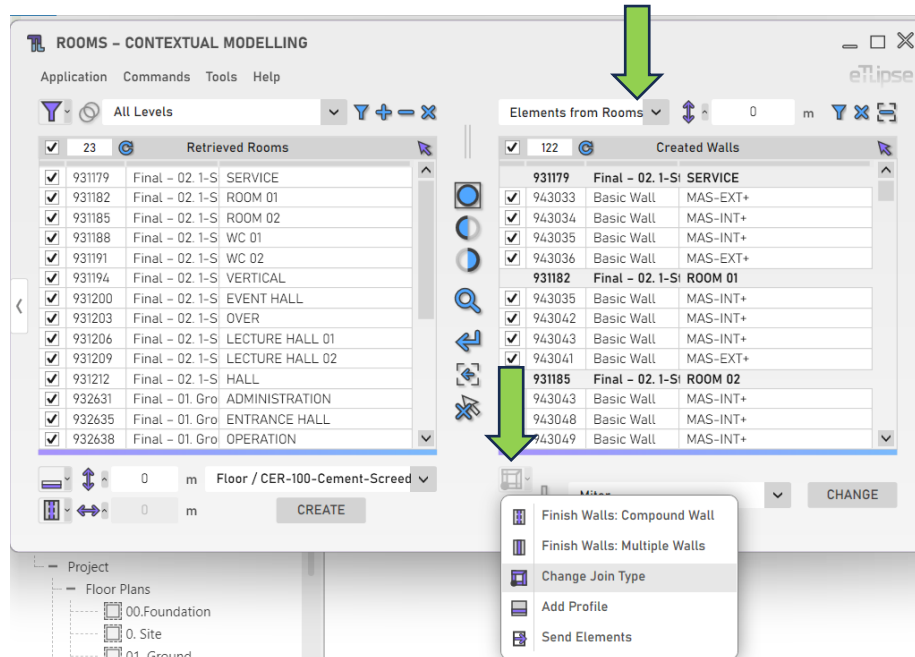 ROOMS – CONTEXTUAL MODELLING
Application Commands Tools Help
eTLipse
All Levels
Elements from Rooms 0 m
23 Retrieved Rooms
931179 Final – 02. 1-S SERVICE
931182 Final – 02. 1-S ROOM 01
931185 Final – 02. 1-S ROOM 02
931188 Final – 02. 1-S WC 01
931191 Final – 02. 1-S WC 02
931194 Final – 02. 1-S VERTICAL
931200 Final – 02. 1-S EVENT HALL
931203 Final – 02. 1-S OVER
931206 Final – 02. 1-S LECTURE HALL 01
931209 Final – 02. 1-S LECTURE HALL 02
931212 Final – 02. 1-S HALL
932631 Final – 01. Gro ADMINISTRATION
932635 Final – 01. Gro ENTRANCE HALL
932638 Final – 01. Gro OPERATION
122 Created Walls
931179 Final – 02. 1-St SERVICE
943033 Basic Wall MAS-EXT+
943034 Basic Wall MAS-INT+
943035 Basic Wall MAS-INT+
943036 Basic Wall MAS-EXT+
931182 Final – 02. 1-St ROOM 01
943035 Basic Wall MAS-INT+
943042 Basic Wall MAS-INT+
943043 Basic Wall MAS-INT+
943041 Basic Wall MAS-EXT+
931185 Final – 02. 1-St ROOM 02
943043 Basic Wall MAS-INT+
943048 Basic Wall MAS-INT+
943049 Basic Wall MAS-INT+
0 m Floor / CER-100-Cement-Screed
0 m CREATE
Miter CHANGE
Finish Walls: Compound Wall
Finish Walls: Multiple Walls
Change Join Type
Add Profile
Send Elements
Project
Floor Plans
00.Foundation
0. Site
01. Ground